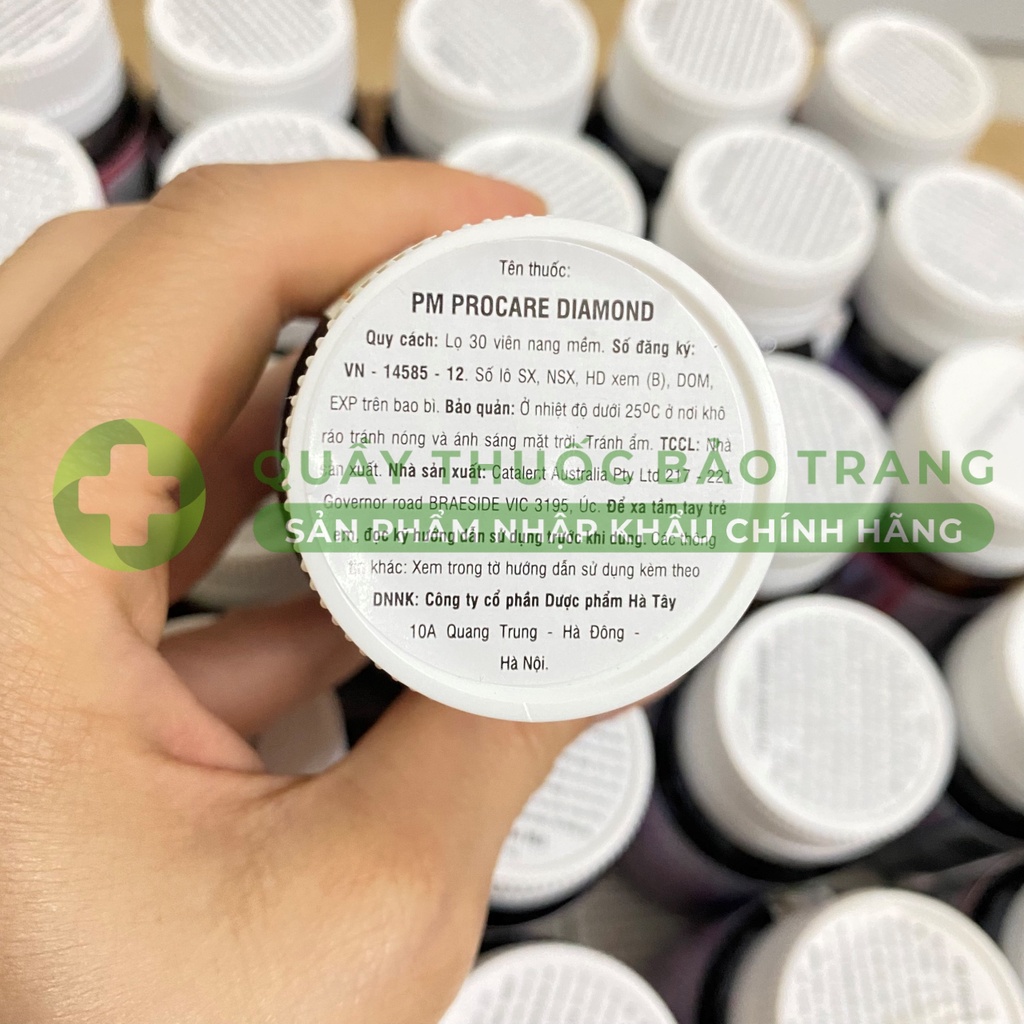 Tên thuốc:
PM PROCARE DIAMOND
Quy cách: Lọ 30 viên nang mềm. Số đăng ký:
VN - 14585 - 12. Số lô SX, NSX, HD xem (B), DOM,
EXP trên bao bì. Bảo quản: Ở nhiệt độ dưới 25ºC ở nơi khô
ráo tránh nóng và ánh sáng mặt trời. Tránh ẩm. TCCL: Nhà
sản xuất. Nhà sản xuất: Catalent Australia Pty Ltd 217 - 221
Governor road BRAESIDE VIC 3195, Úc. Để xa tầm tay trẻ
em, đọc kỹ hướng dẫn sử dụng trước khi dùng. Các thông
tin khác: Xem trong tờ hướng dẫn sử dụng kèm theo
DNNK: Công ty cổ phần Dược phẩm Hà Tây
10A Quang Trung - Hà Đông -
Hà Nội.
QUẦY THUỐC BẢO TRANG
SẢN PHẨM NHẬP KHẨU CHÍNH HÃNG